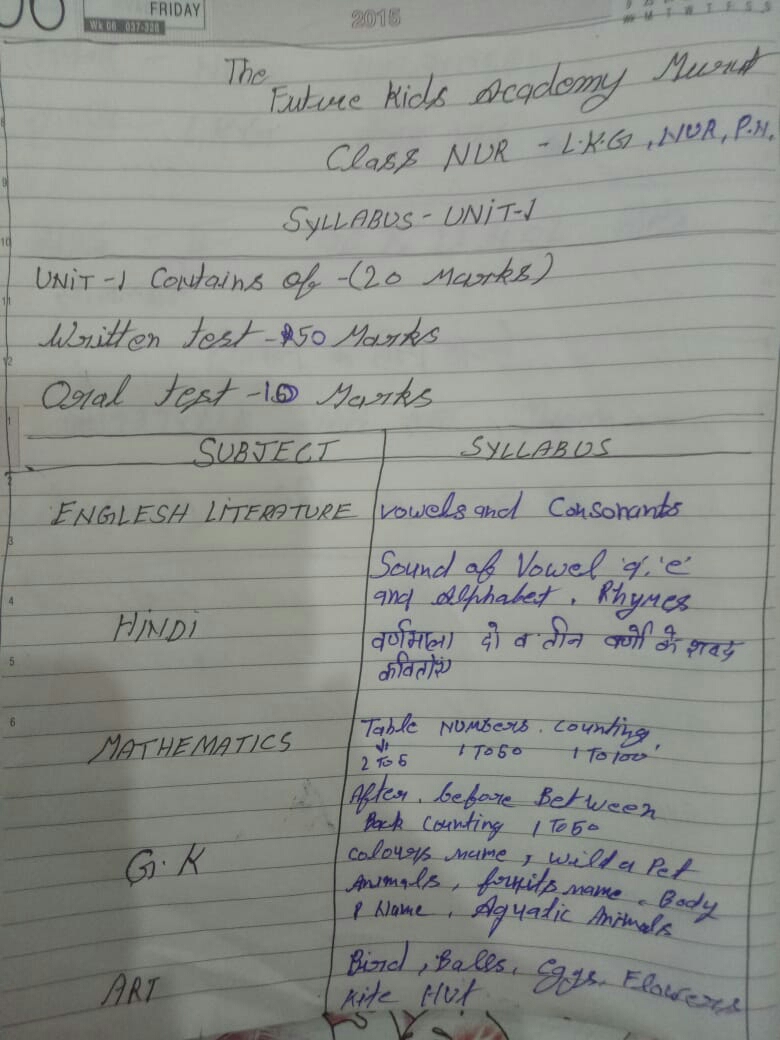 FRIDAY
Wk 06 037-328
2015
M T W T F S S
The
Future Kids Academy
Class NUR - L.K.G, NUR, P.N.
SYLLABUS - UNIT-1
UNIT-1 Contains of -(20 Marks)
Written test - 50 Marks
Oral test - Marks
SUBJECT SYLLABUS
ENGLESH LITERATURE vowels and Consonants
Sound of Vowel 'a', 'e'
and Alphabet. Rhymes
HINDI
वर्णमाला दो व तीन वर्णो के शब्द
MATHEMATICS Table NUMBERS. Counting,
2 To 5 1 To 50 1 To 100
After. before Between
Back Counting 1 To 50
G.K colours name, wild a Pet
Animals, fruits name. Body
P Name. Aquatic Animals
ART Bird, Balls, Eggs, Flowers
Kite Hut